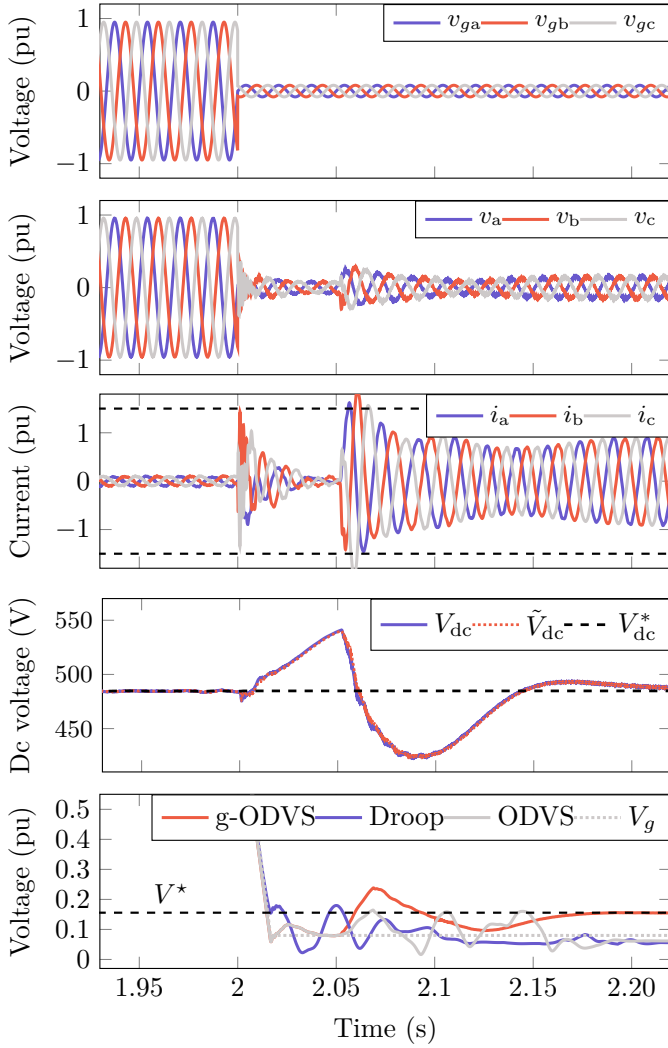 1
0
−1
Voltage (pu)
v_ga v_gb v_gc
1
0
−1
Voltage (pu)
v_a v_b v_c
1
0
−1
Current (pu)
i_a i_b i_c
550
500
450
Dc voltage (V)
V_dc Ṽ_dc V*_dc
0.5
0.4
0.3
0.2
0.1
0
Voltage (pu)
g-ODVS Droop ODVS V_g
V⋆
1.95 2 2.05 2.1 2.15 2.2
Time (s)